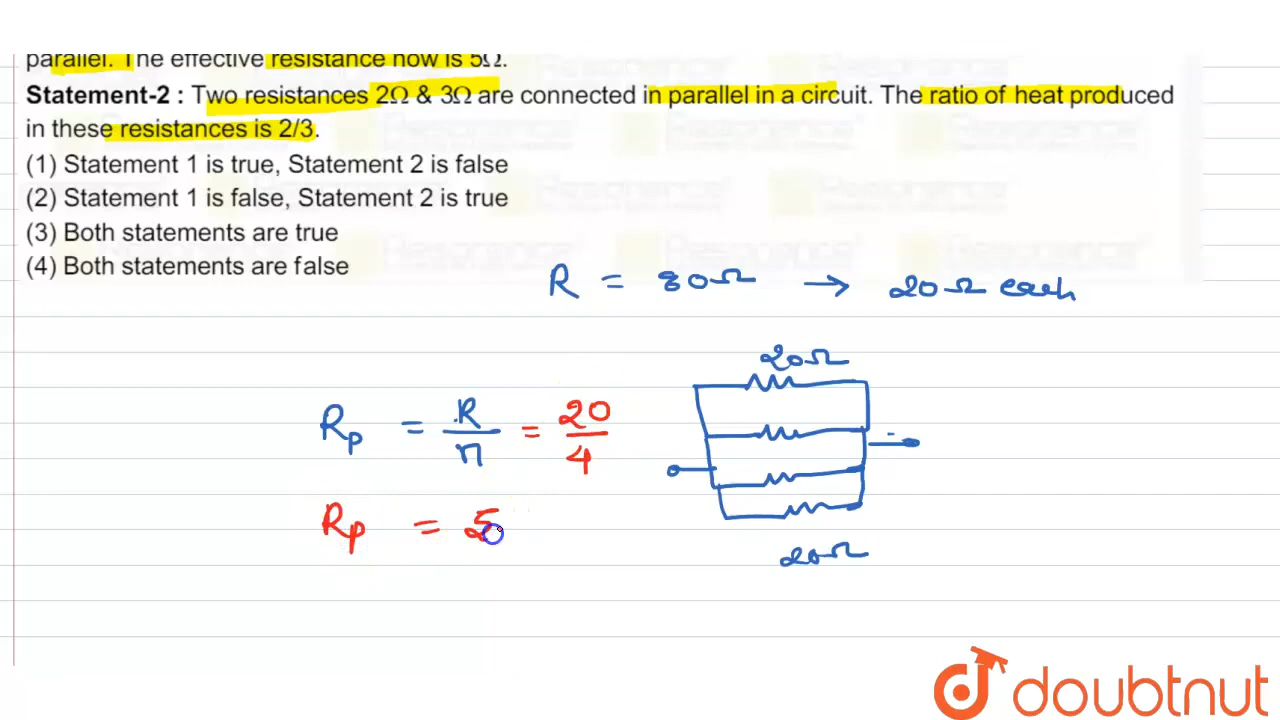 parallel. The effective resistance now is 5Ω.
Statement-2 : Two resistances 2Ω & 3Ω are connected in parallel in a circuit. The ratio of heat produced
in these resistances is 2/3.
(1) Statement 1 is true, Statement 2 is false
(2) Statement 1 is false, Statement 2 is true
(3) Both statements are true
(4) Both statements are false
R = 80Ω → 20Ω each
20Ω
Rp = R/n = 20/4
Rp = 5
20Ω
doubtnut